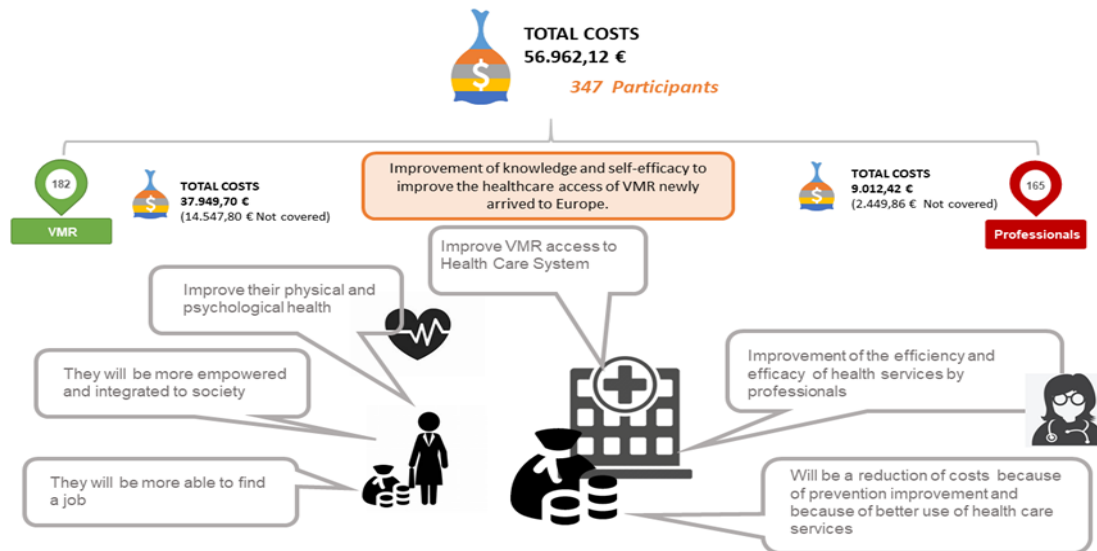 TOTAL COSTS
56.962,12 €
347 Participants
182
VMR
TOTAL COSTS
37.949,70 €
(14.547,80 € Not covered)
Improvement of knowledge and self-efficacy to
improve the healthcare access of VMR newly
arrived to Europe.
TOTAL COSTS
9.012,42 €
(2.449,86 € Not covered)
165
Professionals
Improve VMR access to
Health Care System
Improve their physical and
psychological health
They will be more empowered
and integrated to society
They will be more able to find
a job
Improvement of the efficiency and
efficacy of health services by
professionals
Will be a reduction of costs because
of prevention improvement and
because of better use of health care
services